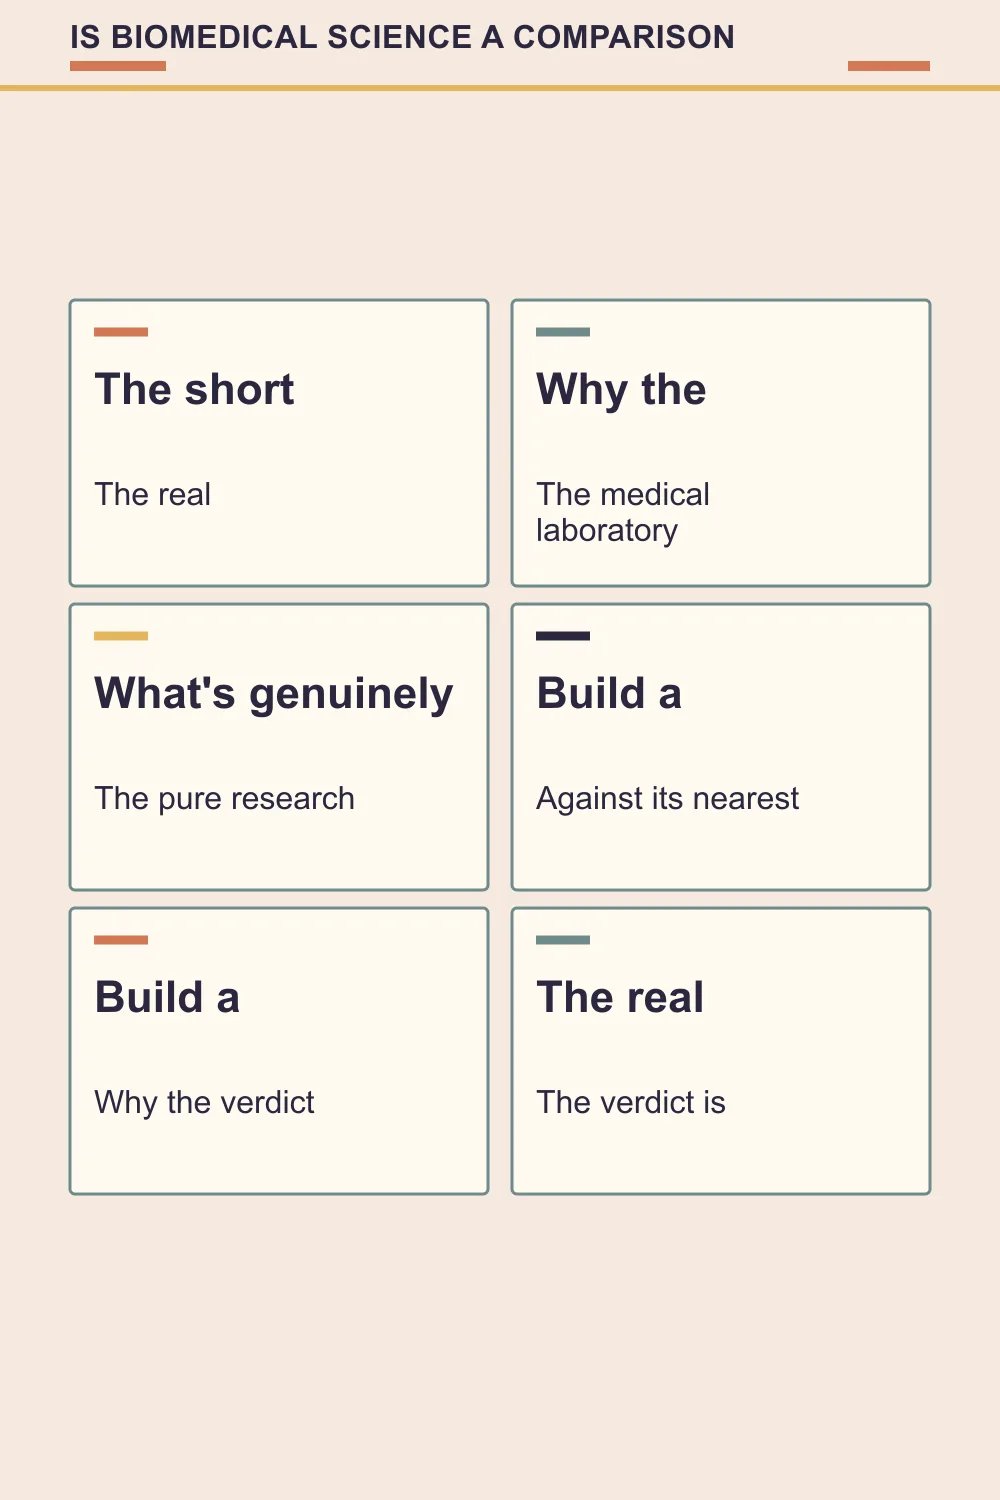 IS BIOMEDICAL SCIENCE A COMPARISON
The short
The real
Why the
The medical
laboratory
What's genuinely
The pure research
Build a
Against its nearest
Build a
Why the verdict
The real
The verdict is